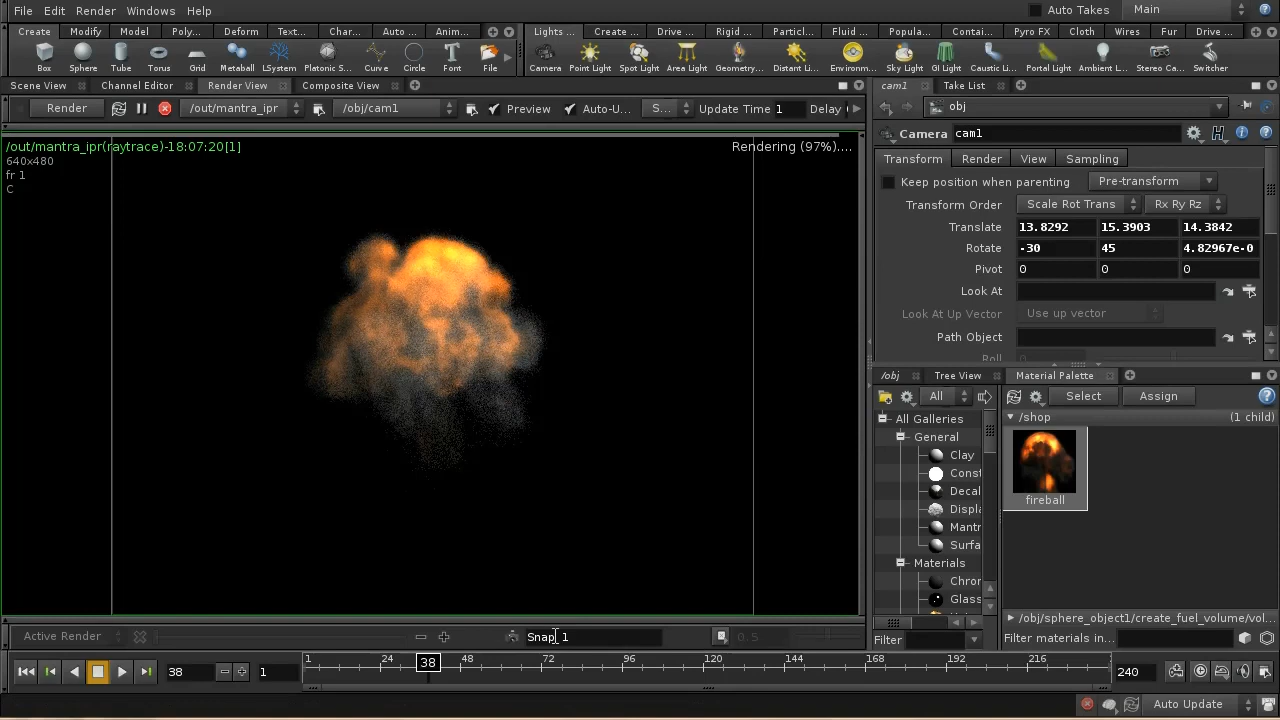 File Edit Render Windows Help
Auto Takes Main
Create Modify Model Poly... Deform Text... Char... Auto ... Anim...
Lights ... Create ... Drive ... Rigid ... Particl... Fluid ... Popula... Contai... Pyro FX Cloth Wires Fur Drive ...
Box Sphere Tube Torus Grid Metaball LSystem Platonic S... Curve Circle Font File
Camera Point Light Spot Light Area Light Geometry... Distant Li... Environ... Sky Light GI Light Caustic Li... Portal Light Ambient L... Stereo Ca... Switcher
Scene View Channel Editor Render View Composite View
cam1 Take List
Render /out/mantra_ipr /obj/cam1 Preview Auto-U... S... Update Time 1 Delay
obj
Camera cam1
/out/mantra_ipr(raytrace)-18:07:20[1]
Rendering (97%)....
640x480
fr 1
C
Transform Render View Sampling
Keep position when parenting Pre-transform
Transform Order Scale Rot Trans Rx Ry Rz
Translate 13.8292 15.3903 14.3842
Rotate -30 45 4.82967e-0
Pivot 0 0 0
Look At
Look At Up Vector Use up vector
Path Object
Roll 0
/obj Tree View Material Palette
All Select Assign
All Galleries
General
Clay
Const
Decal
Displa
Mantr
Surfa
Materials
Chror
Glass
/shop (1 child)
fireball
/obj/sphere_object1/create_fuel_volume/vol...
Filter
Filter materials in...
Active Render Snap 1 0.5
38 1
1 24 38 48 72 96 120 144 168 192 216
240
Auto Update